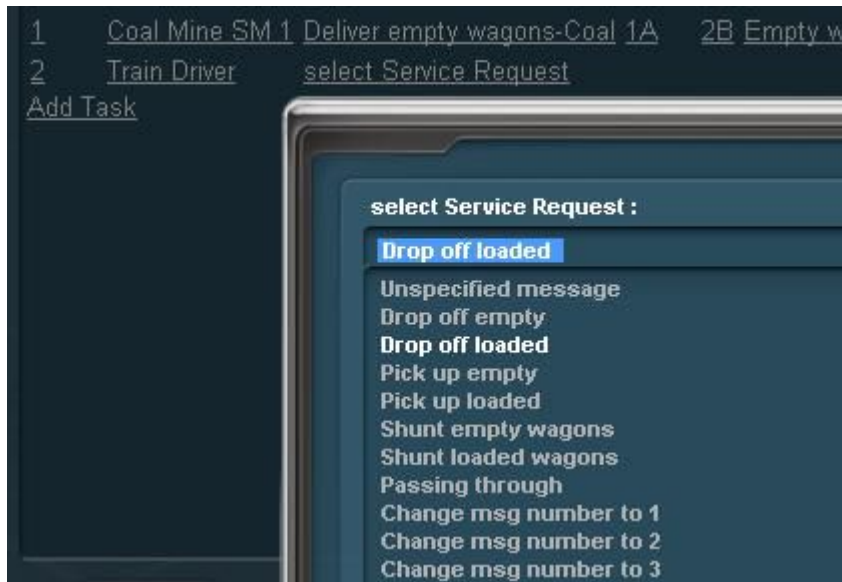 1 Coal Mine SM 1 Deliver empty wagons-Coal 1A 2B Empty
2 Train Driver select Service Request
Add Task
select Service Request :
Drop off loaded
Unspecified message
Drop off empty
Drop off loaded
Pick up empty
Pick up loaded
Shunt empty wagons
Shunt loaded wagons
Passing through
Change msg number to 1
Change msg number to 2
Change msg number to 3